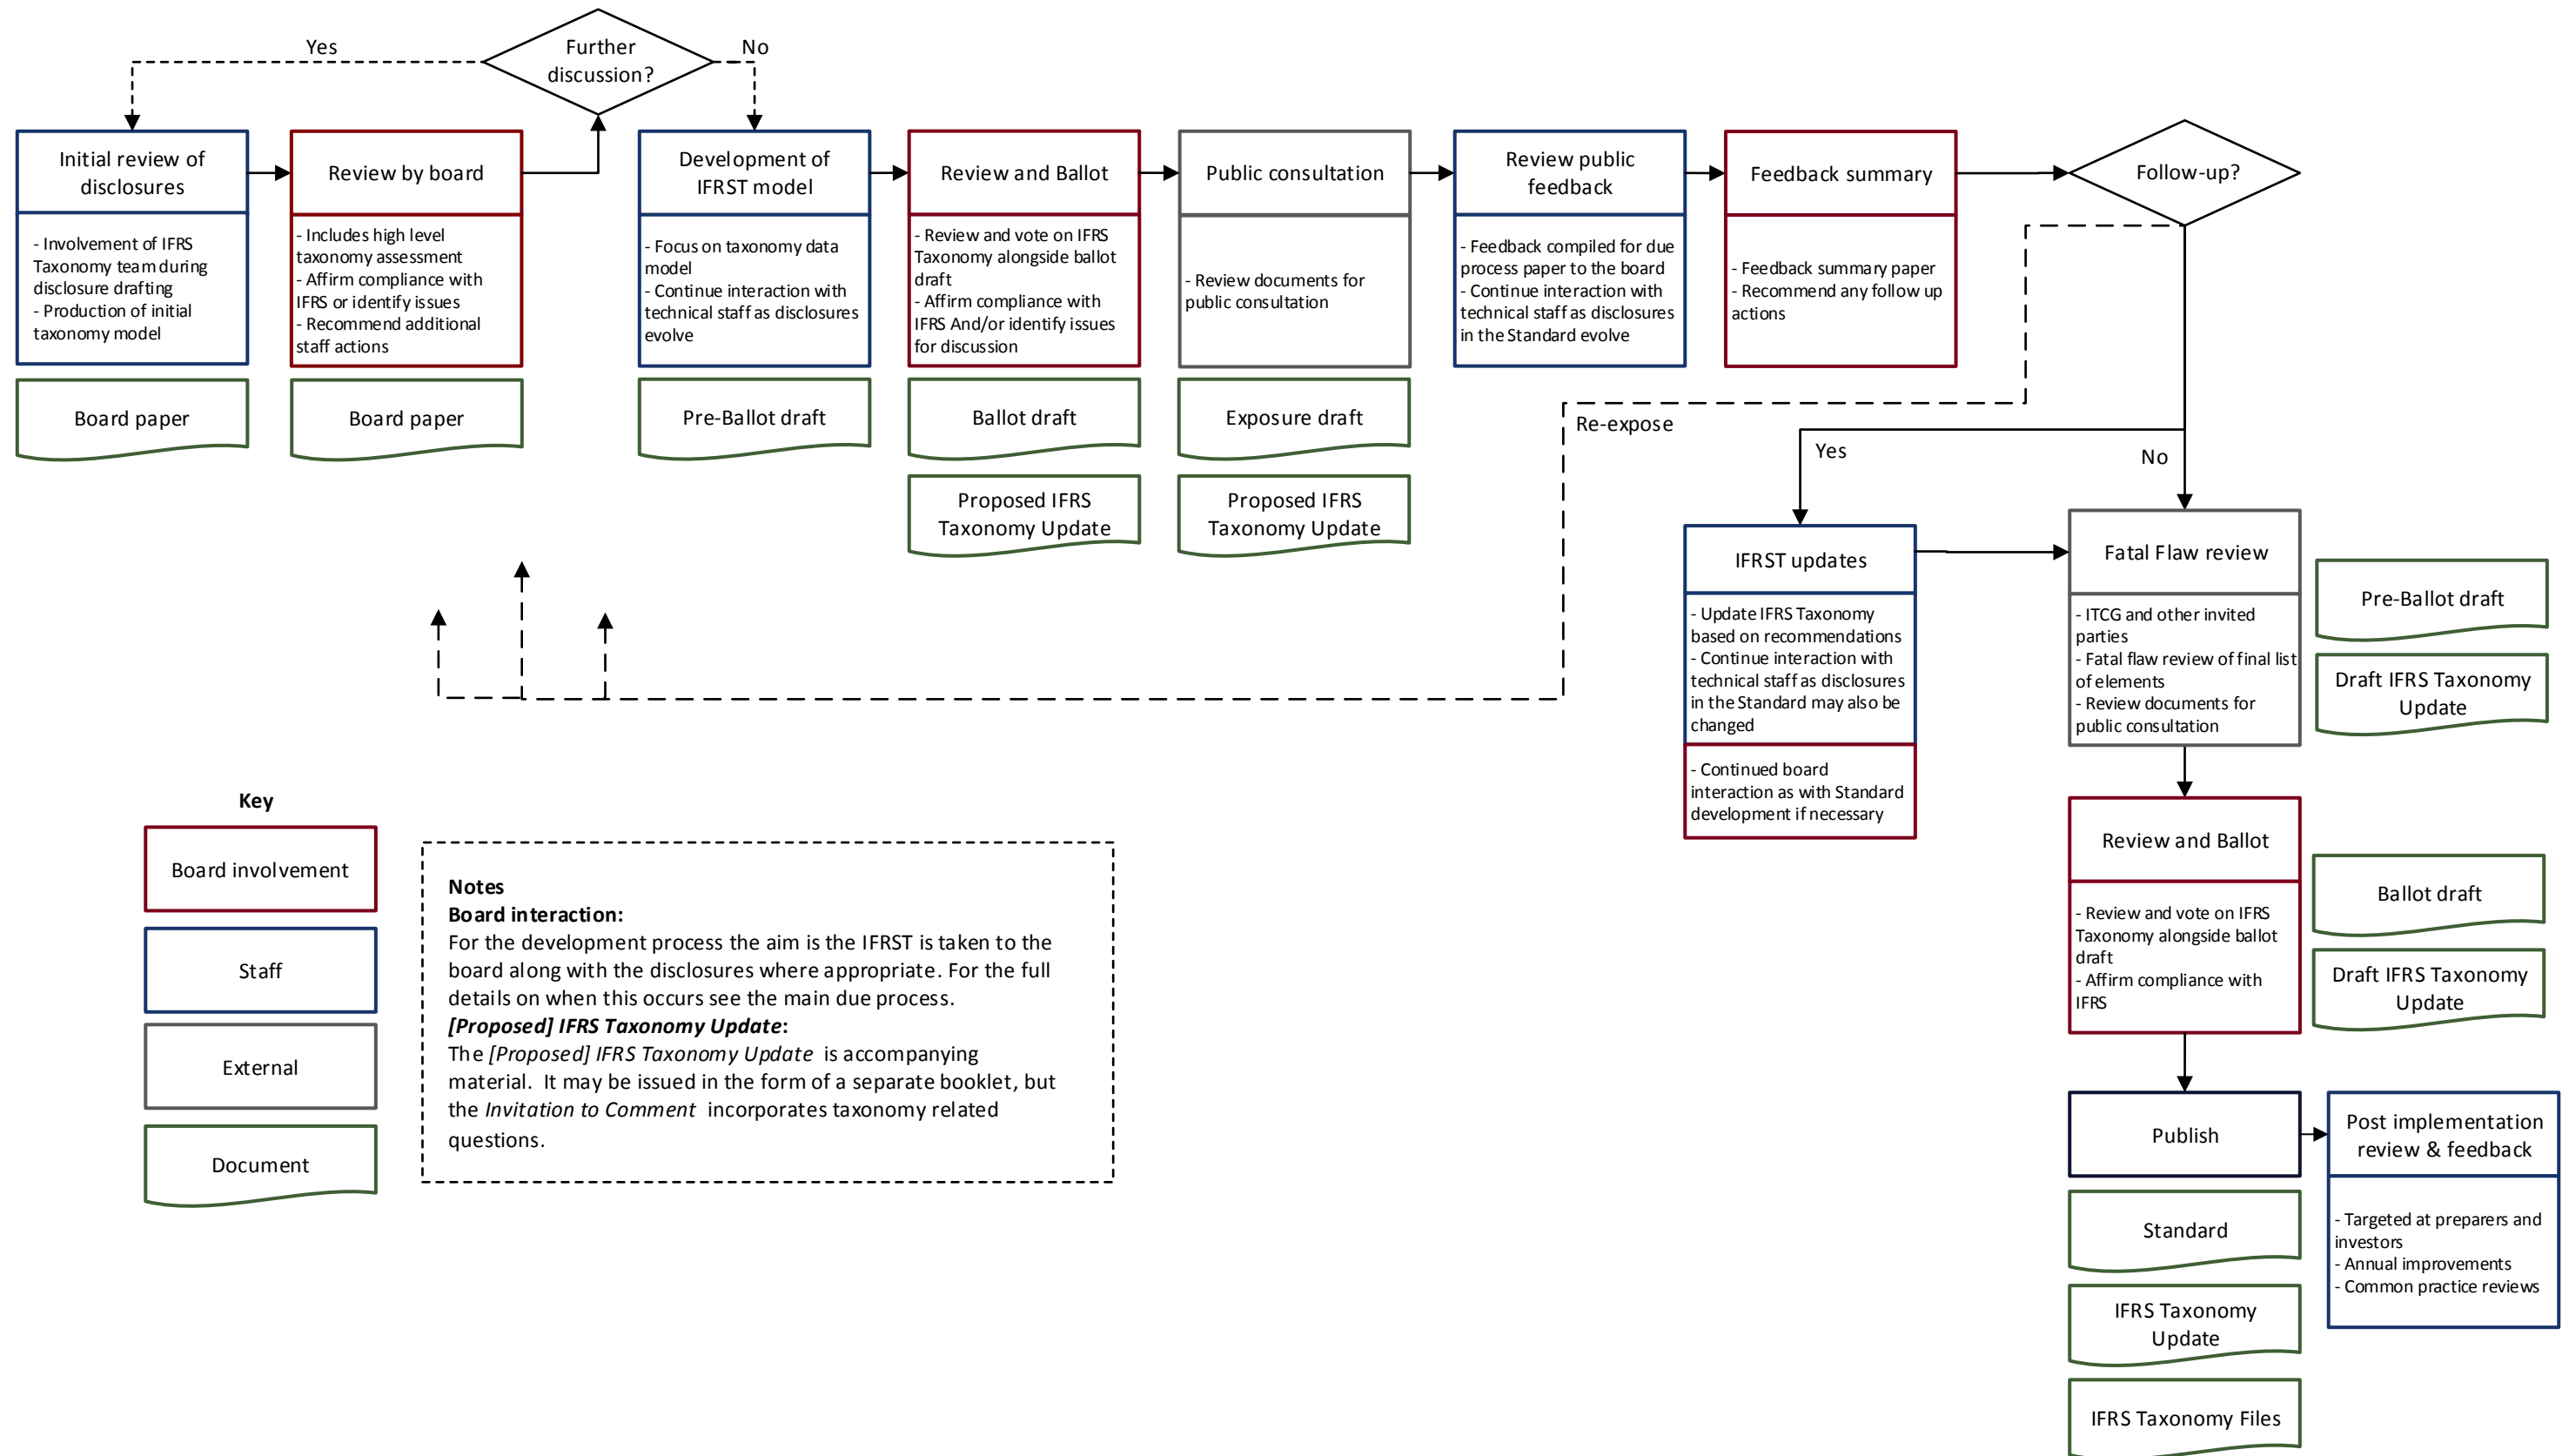 Yes
Further
discussion?
No
Initial review of
disclosures
- Involvement of IFRS
Taxonomy team during
disclosure drafting
- Production of initial
taxonomy model
Board paper
Review by board
- Includes high level
taxonomy assessment
- Affirm compliance with
IFRS or identify issues
- Recommend additional
staff actions
Board paper
Development of
IFRST model
- Focus on taxonomy data
model
- Continue interaction with
technical staff as disclosures
evolve
Pre-Ballot draft
Review and Ballot
- Review and vote on IFRS
Taxonomy alongside ballot
draft
- Affirm compliance with
IFRS And/or identify issues
for discussion
Ballot draft
Proposed IFRS
Taxonomy Update
Public consultation
- Review documents for
public consultation
Exposure draft
Proposed IFRS
Taxonomy Update
Review public
feedback
- Feedback compiled for due
process paper to the board
- Continue interaction with
technical staff as disclosures
in the Standard evolve
Feedback summary
- Feedback summary paper
- Recommend any follow up
actions
Follow-up?
Re-expose
Yes
No
IFRST updates
- Update IFRS Taxonomy
based on recommendations
- Continue interaction with
technical staff as disclosures
in the Standard may also be
changed
- Continued board
interaction as with Standard
development if necessary
Fatal Flaw review
- ITCG and other invited
parties
- Fatal flaw review of final list
of elements
- Review documents for
public consultation
Pre-Ballot draft
Draft IFRS Taxonomy
Update
Review and Ballot
- Review and vote on IFRS
Taxonomy alongside ballot
draft
- Affirm compliance with
IFRS
Ballot draft
Draft IFRS Taxonomy
Update
Publish
Standard
IFRS Taxonomy
Update
IFRS Taxonomy Files
Post implementation
review & feedback
- Targeted at preparers and
investors
- Annual improvements
- Common practice reviews
Key
Board involvement
Staff
External
Document
Notes
Board interaction:
For the development process the aim is the IFRST is taken to the
board along with the disclosures where appropriate. For the full
details on when this occurs see the main due process.
[Proposed] IFRS Taxonomy Update:
The [Proposed] IFRS Taxonomy Update is accompanying
material. It may be issued in the form of a separate booklet, but
the Invitation to Comment incorporates taxonomy related
questions.